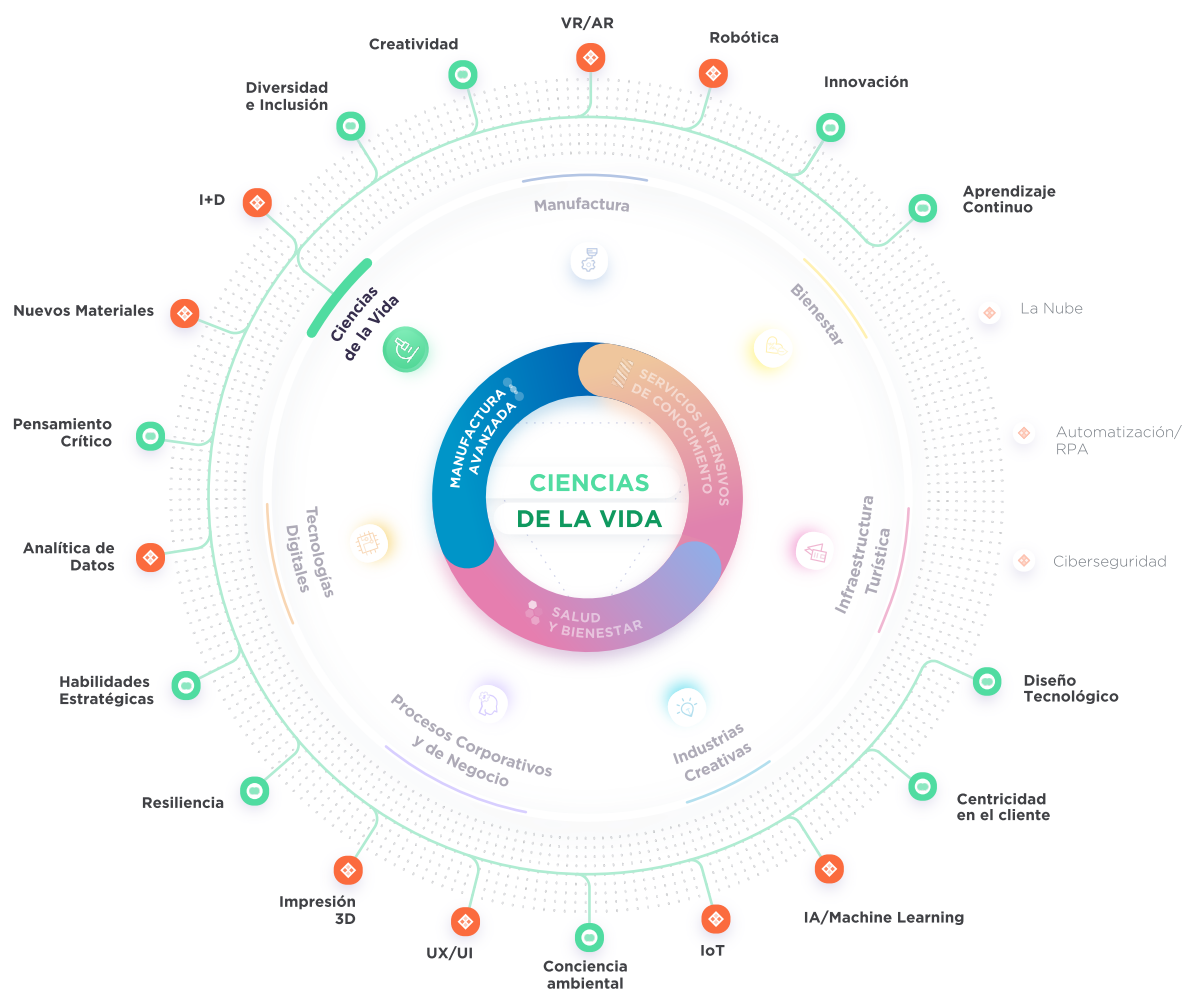 VR/AR
Robótica
Creatividad
Innovación
Diversidad
e Inclusión
I+D
Aprendizaje
Continuo
Manufactura
Nuevos Materiales
Ciencias
de la Vida
Bienestar
La Nube
MANUFACTURA
AVANZADA
SERVICIOS INTENSIVOS
DE CONOCIMIENTO
Pensamiento
Crítico
Automatización/
RPA
CIENCIAS
DE LA VIDA
Analítica de
Datos
Tecnologías
Digitales
Infraestructura
Turística
Ciberseguridad
SALUD
Y BIENESTAR
Habilidades
Estratégicas
Diseño
Tecnológico
Procesos Corporativos
y de Negocio
Industrias
Creativas
Resiliencia
Centricidad
en el cliente
Impresión
3D
IA/Machine Learning
UX/UI
IoT
Conciencia
ambiental